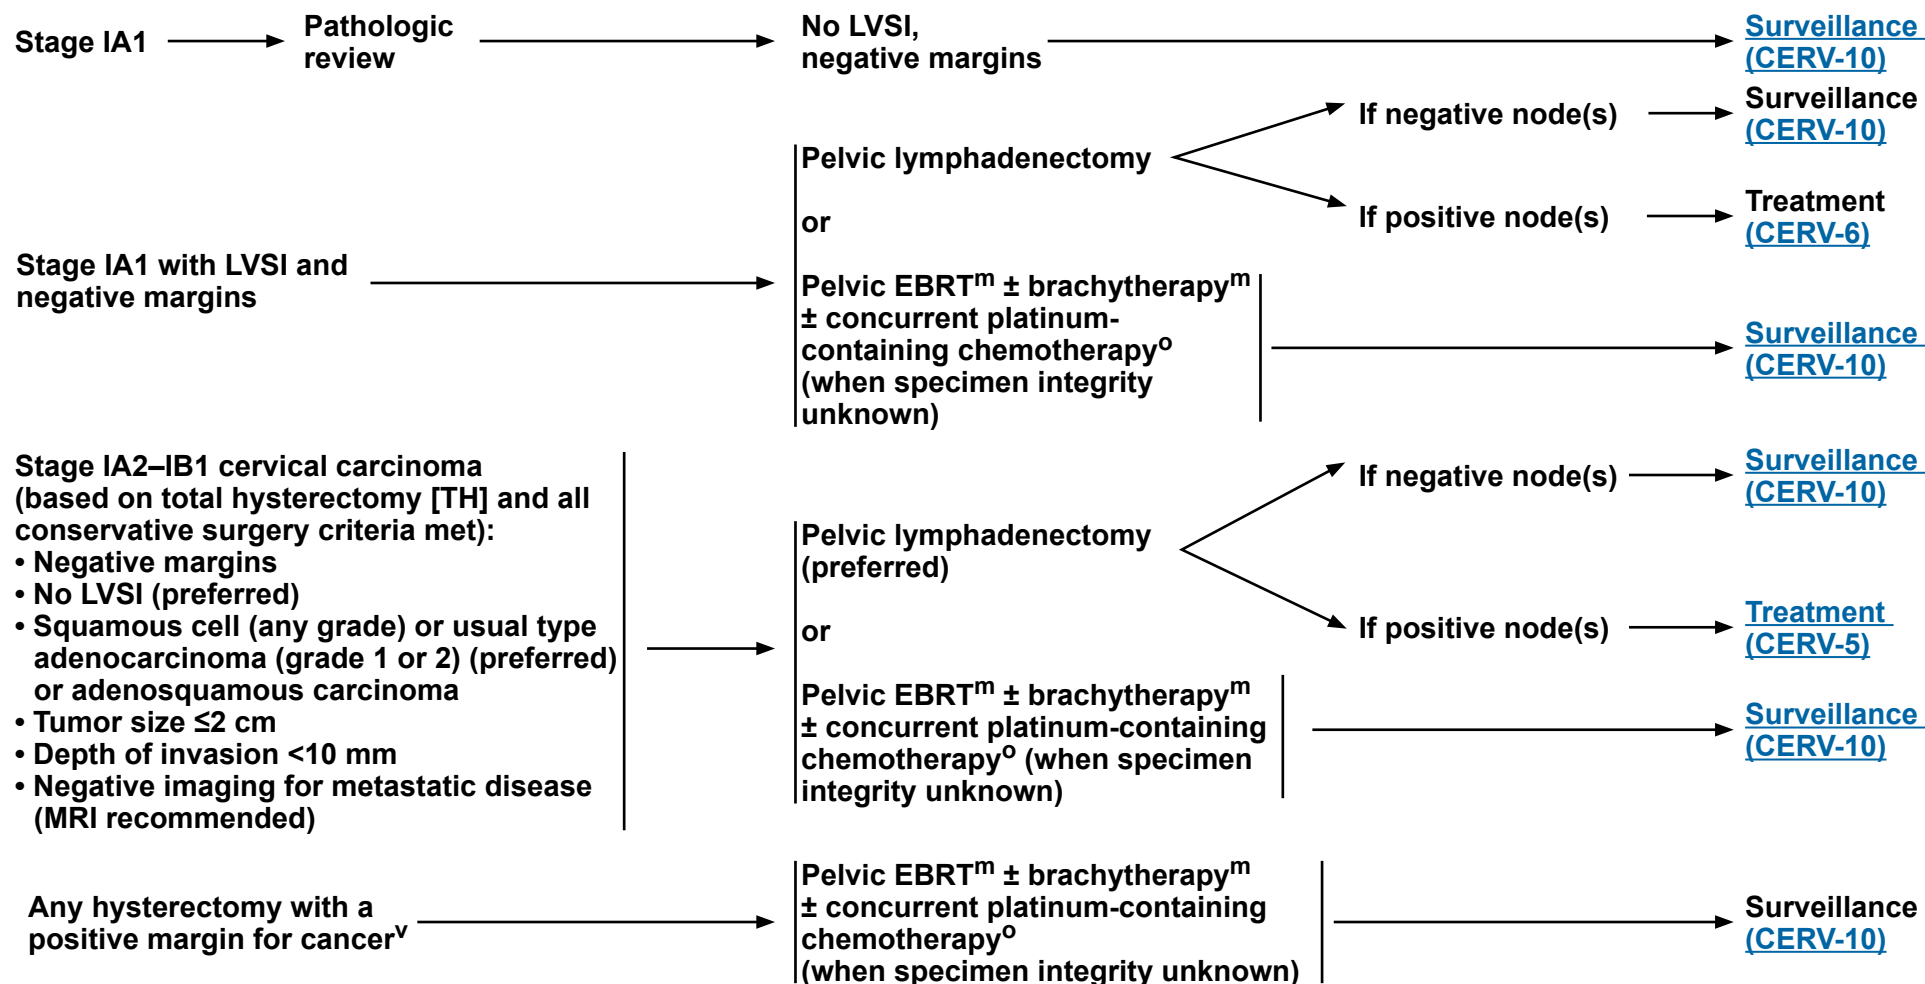 Stage IA1
Pathologic
review
No LVSI,
negative margins
Surveillance
(CERV-10)
Stage IA1 with LVSI and
negative margins
Pelvic lymphadenectomy
If negative node(s)
Surveillance
(CERV-10)
If positive node(s)
Treatment
(CERV-6)
or
Pelvic EBRTᵐ ± brachytherapyᵐ
± concurrent platinum-
containing chemotherapyᵒ
(when specimen integrity
unknown)
Surveillance
(CERV-10)
Stage IA2–IB1 cervical carcinoma
(based on total hysterectomy [TH] and all
conservative surgery criteria met):
• Negative margins
• No LVSI (preferred)
• Squamous cell (any grade) or usual type
adenocarcinoma (grade 1 or 2) (preferred)
or adenosquamous carcinoma
• Tumor size ≤2 cm
• Depth of invasion <10 mm
• Negative imaging for metastatic disease
(MRI recommended)
Pelvic lymphadenectomy
(preferred)
If negative node(s)
Surveillance
(CERV-10)
If positive node(s)
Treatment
(CERV-5)
or
Pelvic EBRTᵐ ± brachytherapyᵐ
± concurrent platinum-containing
chemotherapyᵒ (when specimen
integrity unknown)
Surveillance
(CERV-10)
Any hysterectomy with a
positive margin for cancerᵛ
Pelvic EBRTᵐ ± brachytherapyᵐ
± concurrent platinum-containing
chemotherapyᵒ
(when specimen integrity unknown)
Surveillance
(CERV-10)